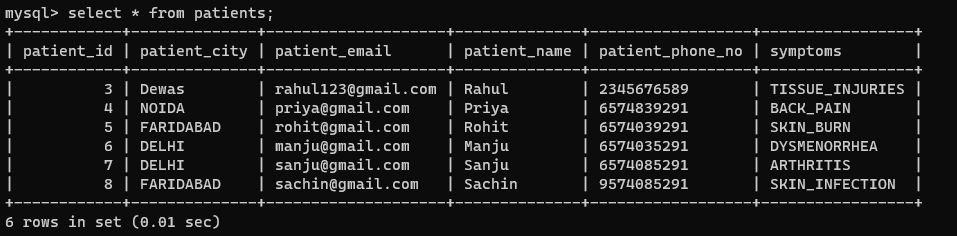 mysql> select * from patients;
+------------+--------------+--------------------+--------------+------------------+-----------------+
| patient_id | patient_city | patient_email      | patient_name | patient_phone_no | symptoms        |
+------------+--------------+--------------------+--------------+------------------+-----------------+
|          3 | Dewas        | rahul123@gmail.com | Rahul        | 2345676589       | TISSUE_INJURIES |
|          4 | NOIDA        | priya@gmail.com    | Priya        | 6574839291       | BACK_PAIN       |
|          5 | FARIDABAD    | rohit@gmail.com    | Rohit        | 6574039291       | SKIN_BURN       |
|          6 | DELHI        | manju@gmail.com    | Manju        | 6574035291       | DYSMENORRHEA    |
|          7 | DELHI        | sanju@gmail.com    | Sanju        | 6574085291       | ARTHRITIS       |
|          8 | FARIDABAD    | sachin@gmail.com   | Sachin       | 9574085291       | SKIN_INFECTION  |
+------------+--------------+--------------------+--------------+------------------+-----------------+
6 rows in set (0.01 sec)